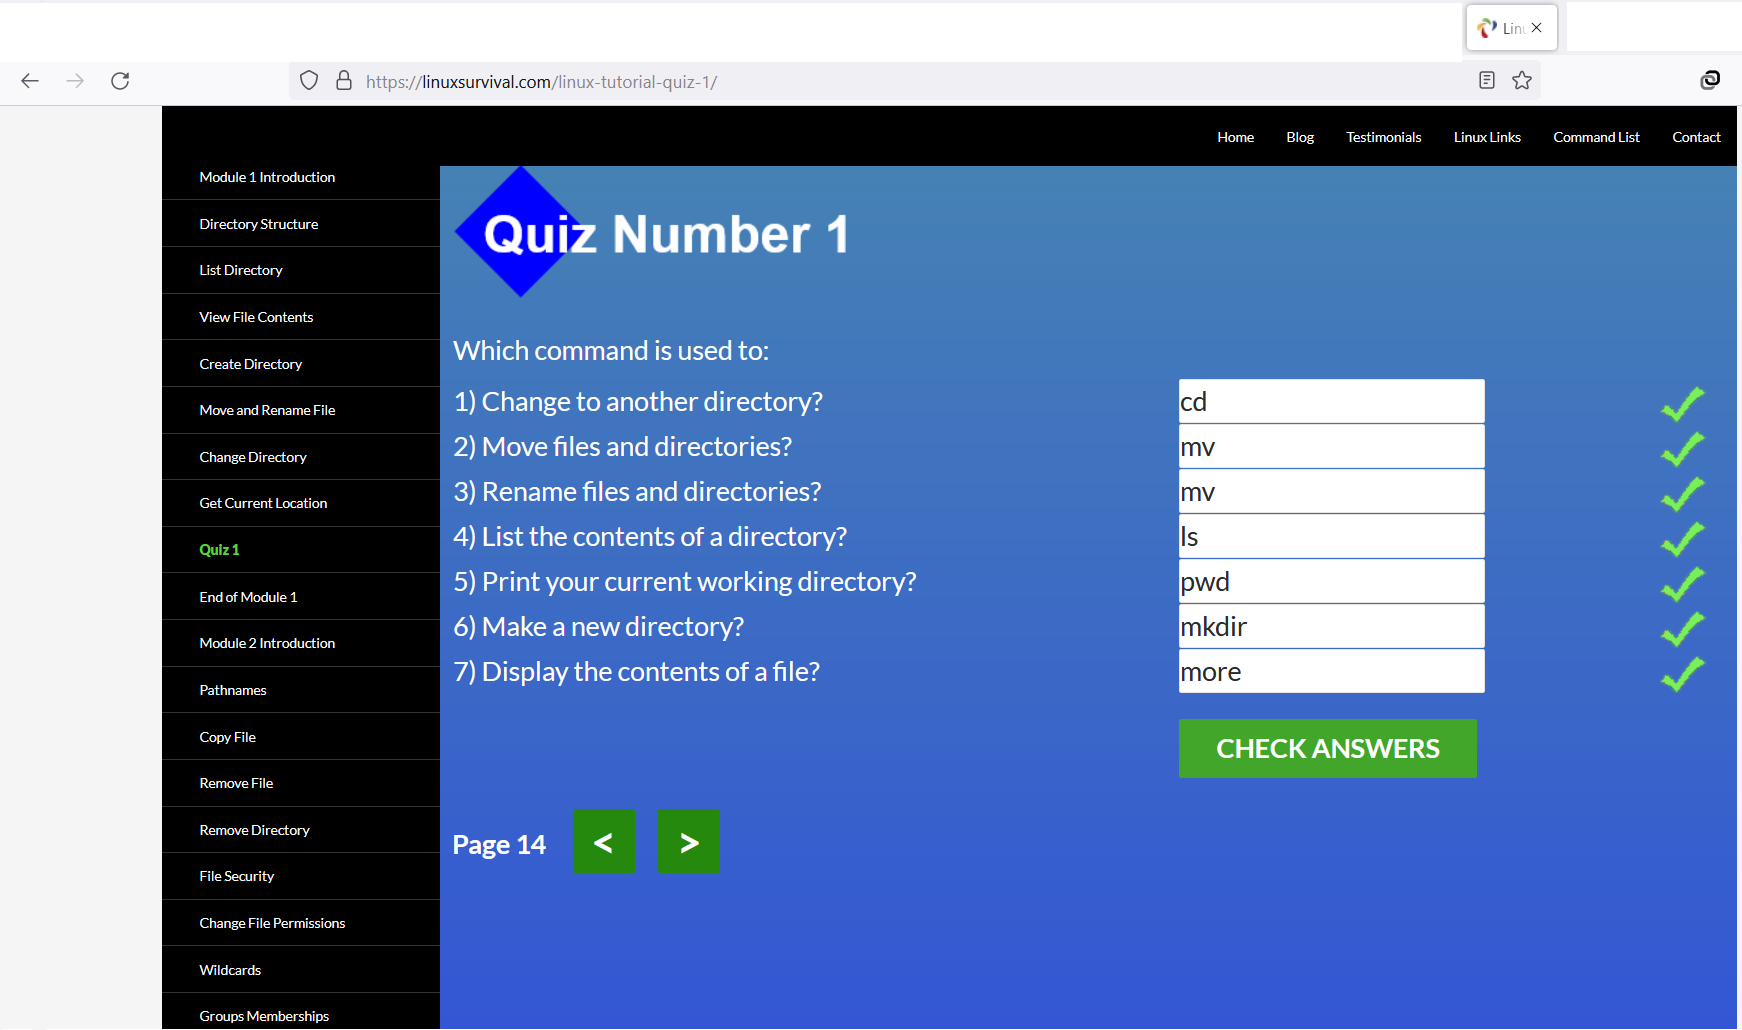 Linu
https://linuxsurvival.com/linux-tutorial-quiz-1/
Home Blog Testimonials Linux Links Command List Contact
Module 1 Introduction
Directory Structure
List Directory
View File Contents
Create Directory
Move and Rename File
Change Directory
Get Current Location
Quiz 1
End of Module 1
Module 2 Introduction
Pathnames
Copy File
Remove File
Remove Directory
File Security
Change File Permissions
Wildcards
Groups Memberships
Quiz Number 1
Which command is used to:
1) Change to another directory? cd
2) Move files and directories? mv
3) Rename files and directories? mv
4) List the contents of a directory? ls
5) Print your current working directory? pwd
6) Make a new directory? mkdir
7) Display the contents of a file? more
CHECK ANSWERS
Page 14 < >